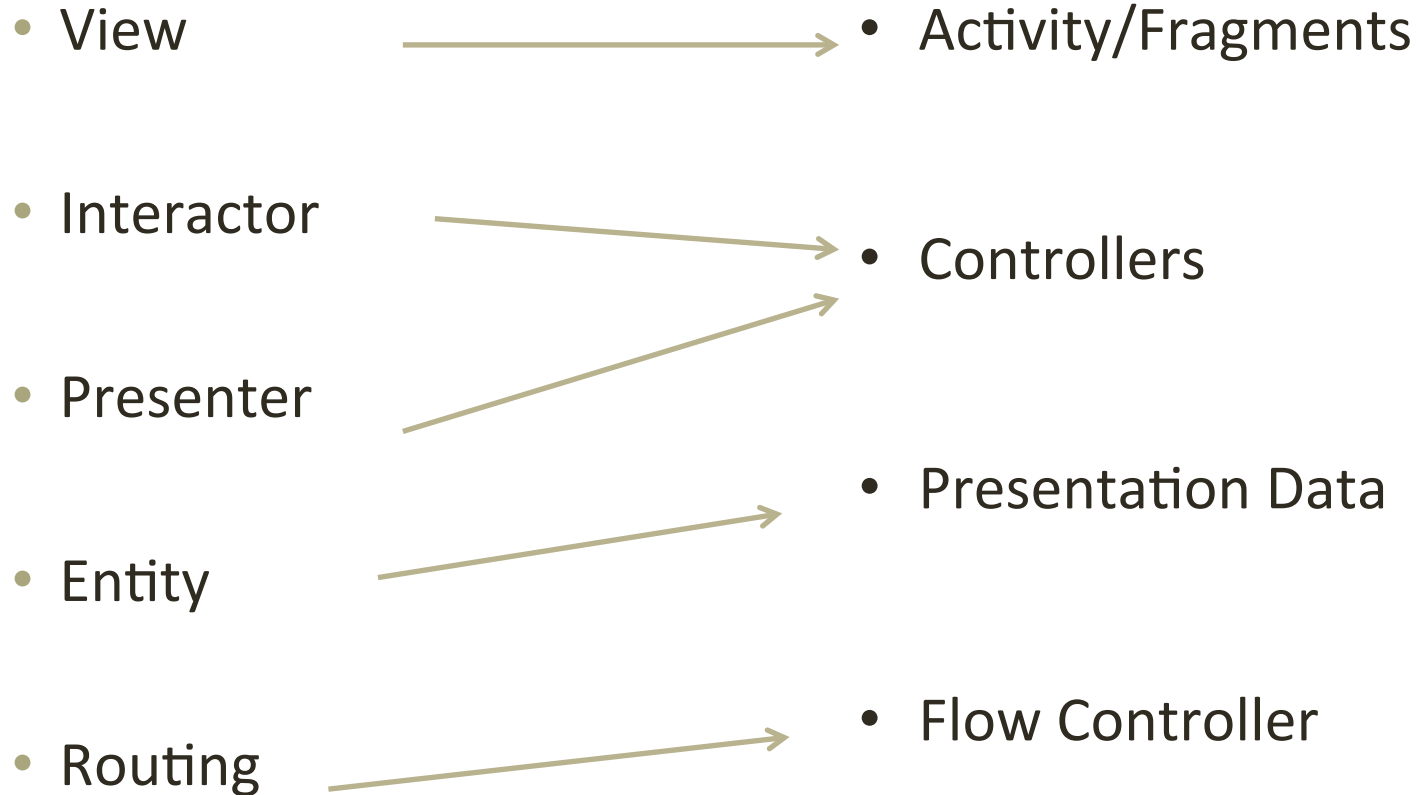 • View
• Interactor
• Presenter
• Entity
• Routing
• Activity/Fragments
• Controllers
• Presentation Data
• Flow Controller